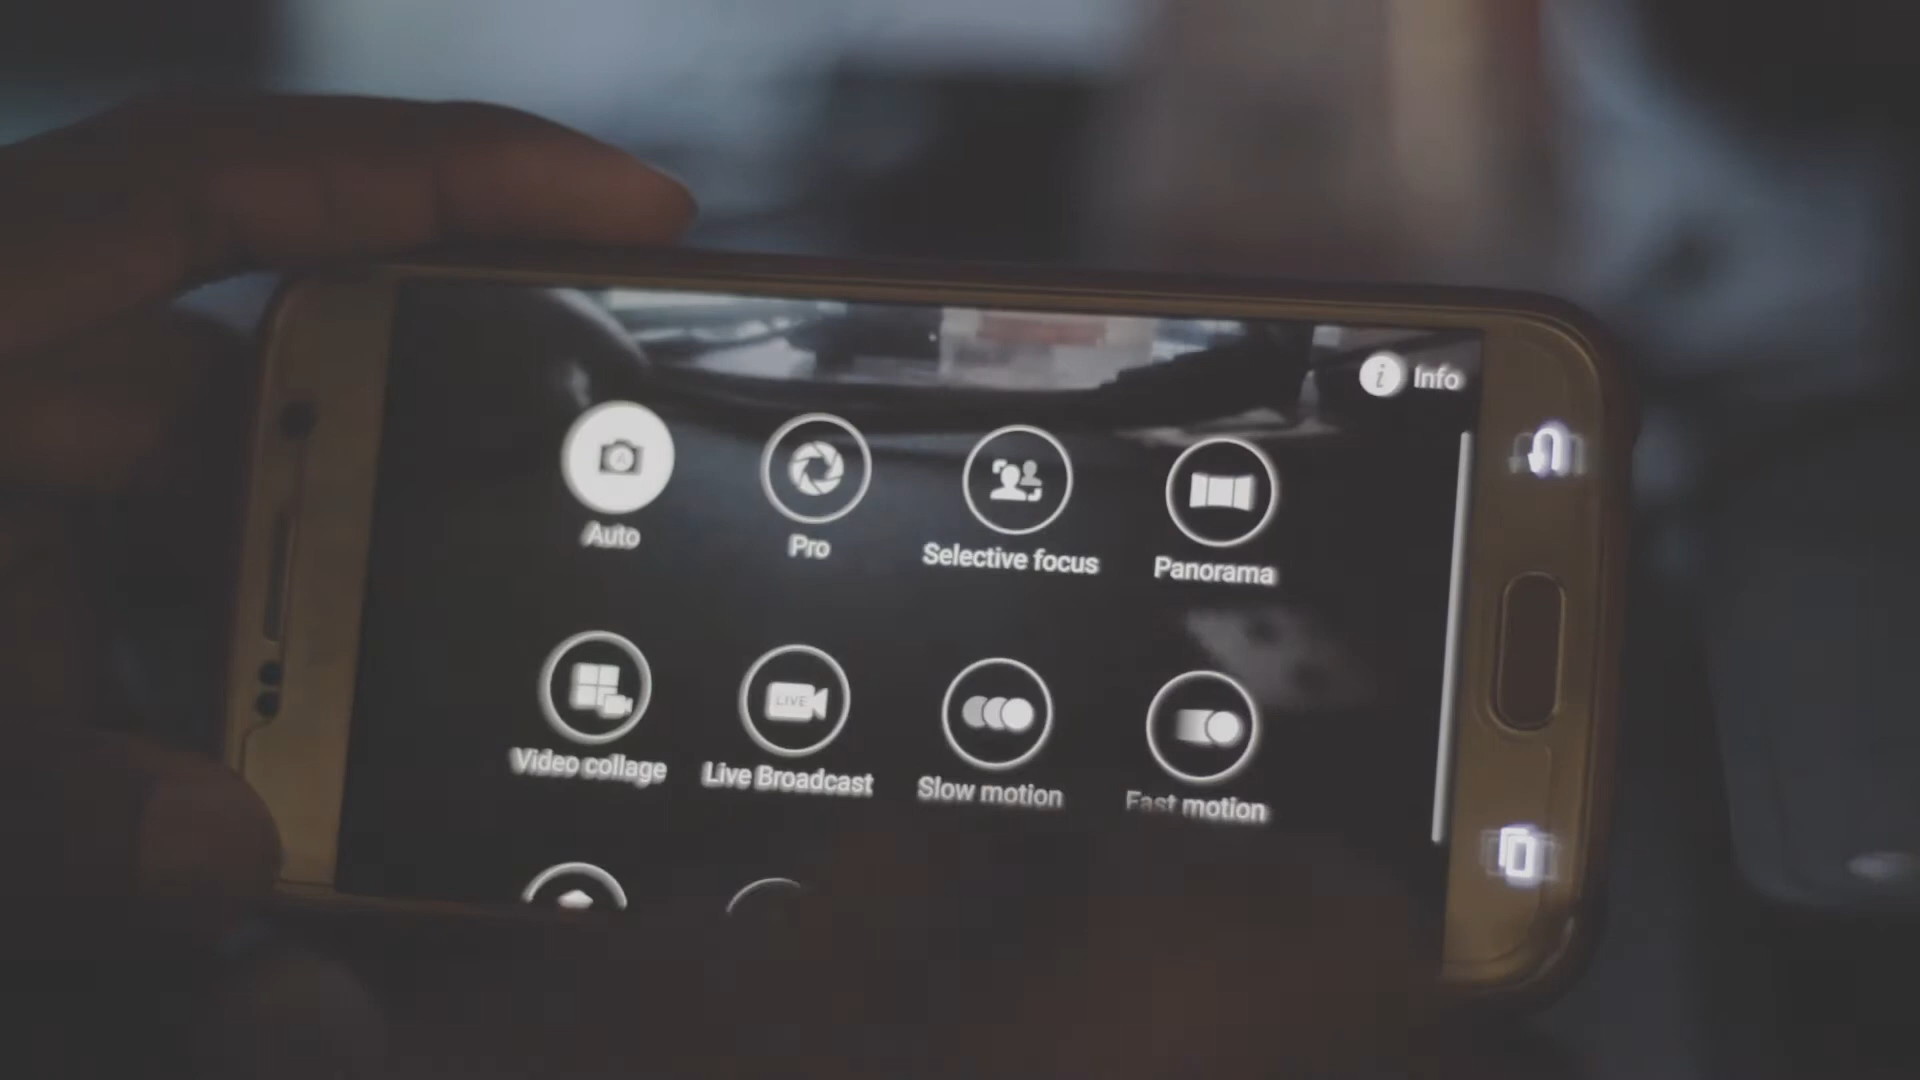 Info
Auto
Pro
Selective focus
Panorama
LIVE
Video collage
Live Broadcast
Slow motion
Fast motion